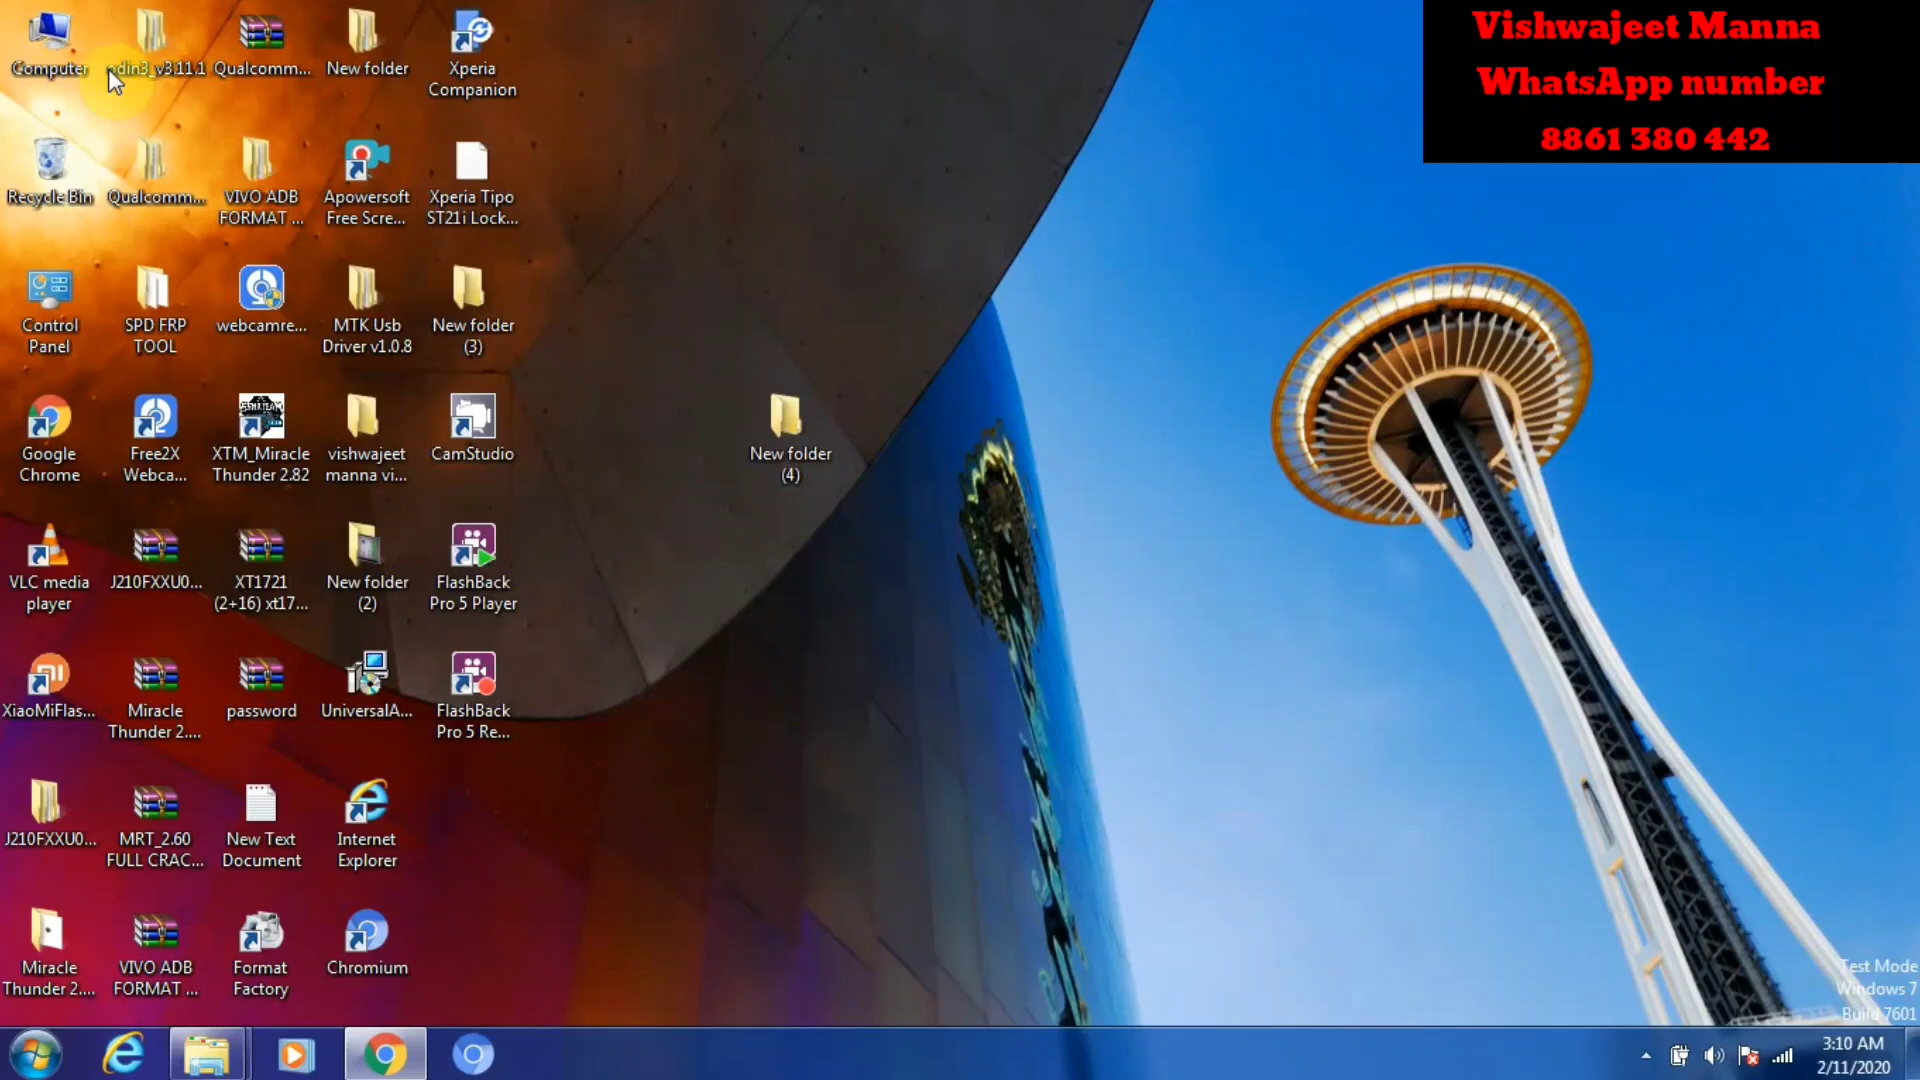 Vishwajeet Manna
WhatsApp number
8861 380 442
Computer
odin3_v3.11.1
Qualcomm...
New folder
Xperia
Companion
Recycle Bin
Qualcomm...
VIVO ADB
FORMAT ...
Apowersoft
Free Scre...
Xperia Tipo
ST21i Lock...
Control
Panel
SPD FRP
TOOL
webcamre...
MTK Usb
Driver v1.0.8
New folder
(3)
Google
Chrome
Free2X
Webca...
XTM_Miracle
Thunder 2.82
vishwajeet
manna vi...
CamStudio
New folder
(4)
VLC media
player
J210FXXU0...
XT1721
(2+16) xt17...
New folder
(2)
FlashBack
Pro 5 Player
XiaoMiFlas...
Miracle
Thunder 2....
password
UniversalA...
FlashBack
Pro 5 Re...
J210FXXU0...
MRT_2.60
FULL CRAC...
New Text
Document
Internet
Explorer
Miracle
Thunder 2....
VIVO ADB
FORMAT ...
Format
Factory
Chromium
Test Mode
Windows 7
Build 7601
3:10 AM
2/11/2020